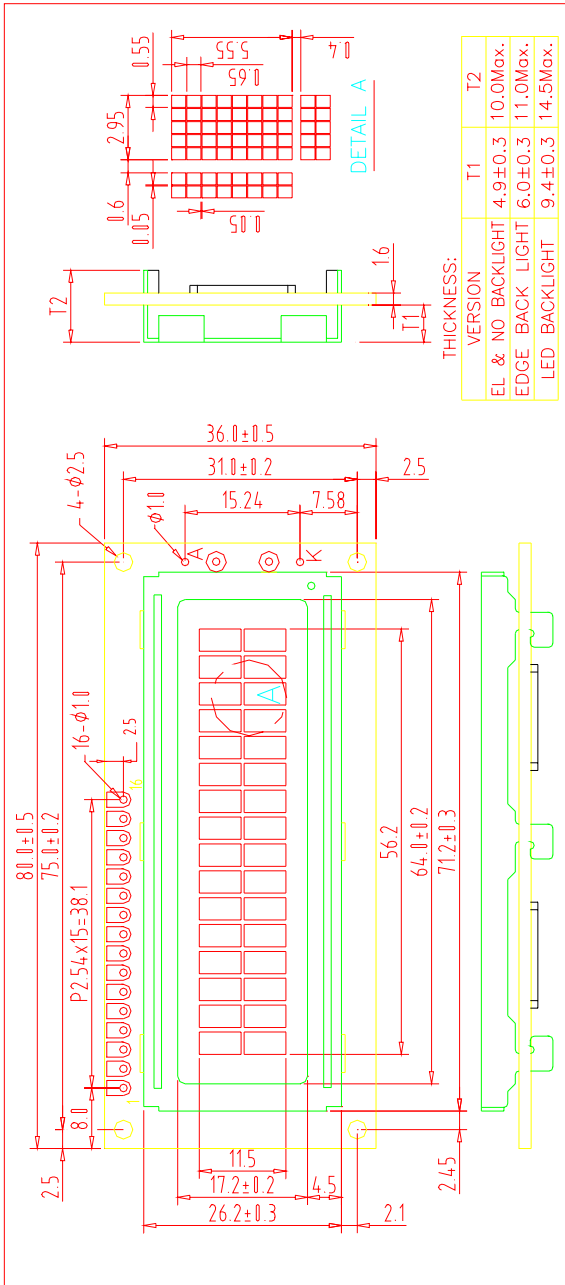 80.0±0.5
75.0±0.2
2.5
8.0
P2.54x15=38.1
16-ϕ1.0
2.5
1
16
4-ϕ2.5
ϕ1.0
A
K
A
36.0±0.5
31.0±0.2
15.24
7.58
2.5
11.5
17.2±0.2
26.2±0.3
4.5
2.1
56.2
64.0±0.2
71.2±0.3
2.45
T2
T1
1.6
0.6
0.05
2.95
0.55
0.05
0.65
5.55
0.4
DETAIL A
THICKNESS:
VERSION T1 T2
EL & NO BACKLIGHT 4.9±0.3 10.0Max.
EDGE BACK LIGHT 6.0±0.3 11.0Max.
LED BACKLIGHT 9.4±0.3 14.5Max.